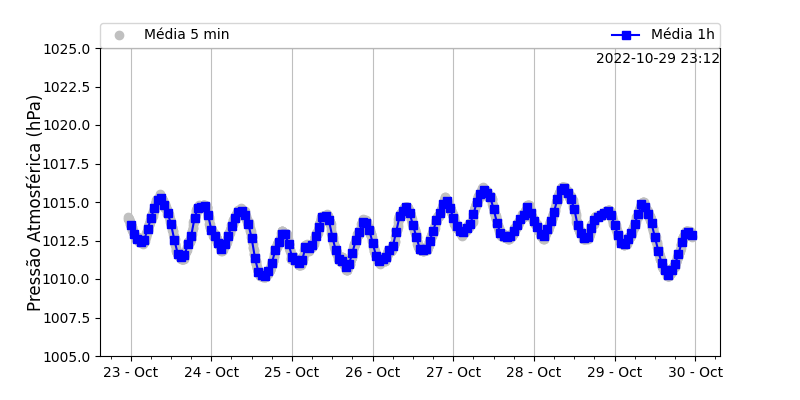 Média 5 min
Média 1h
2022-10-29 23:12
Pressão Atmosférica (hPa)
1025.0
1022.5
1020.0
1017.5
1015.0
1012.5
1010.0
1007.5
1005.0
23 - Oct
24 - Oct
25 - Oct
26 - Oct
27 - Oct
28 - Oct
29 - Oct
30 - Oct